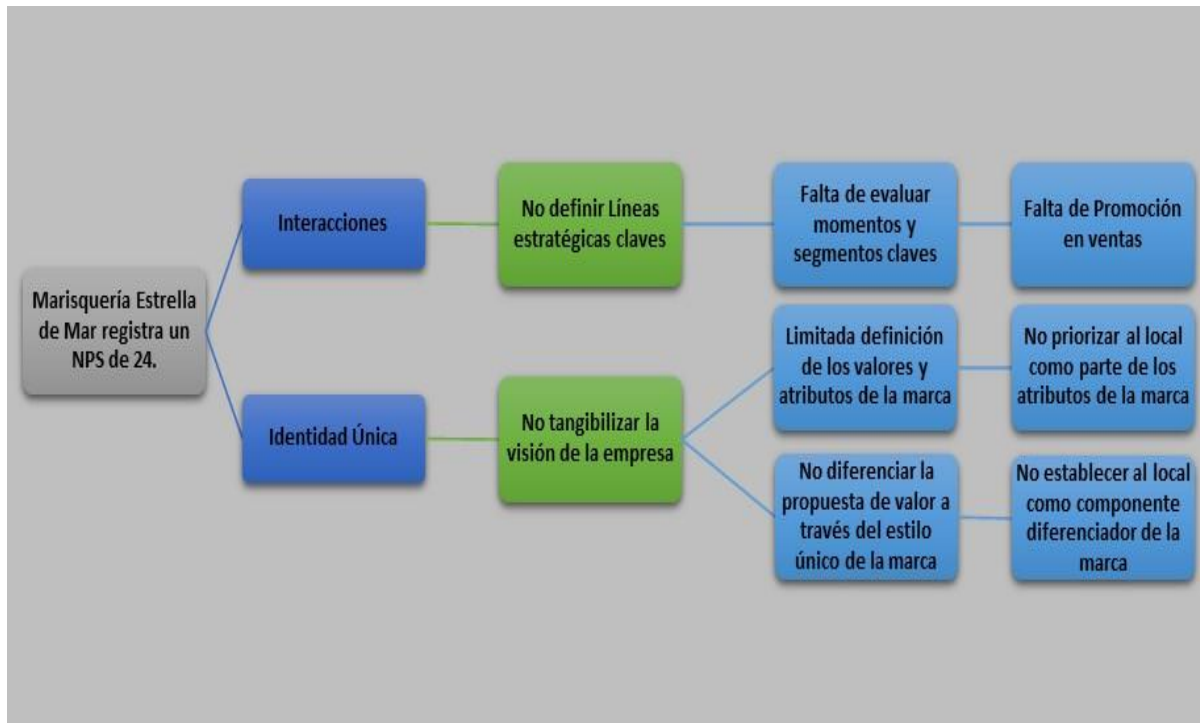 Marisquería Estrella
de Mar registra un
NPS de 24.
Interacciones
No definir Líneas
estratégicas claves
Falta de evaluar
momentos y
segmentos claves
Falta de Promoción
en ventas
Identidad Única
No tangibilizar la
visión de la empresa
Limitada definición
de los valores y
atributos de la marca
No priorizar al local
como parte de los
atributos de la marca
No diferenciar la
propuesta de valor a
través del estilo
único de la marca
No establecer al local
como componente
diferenciador de la
marca